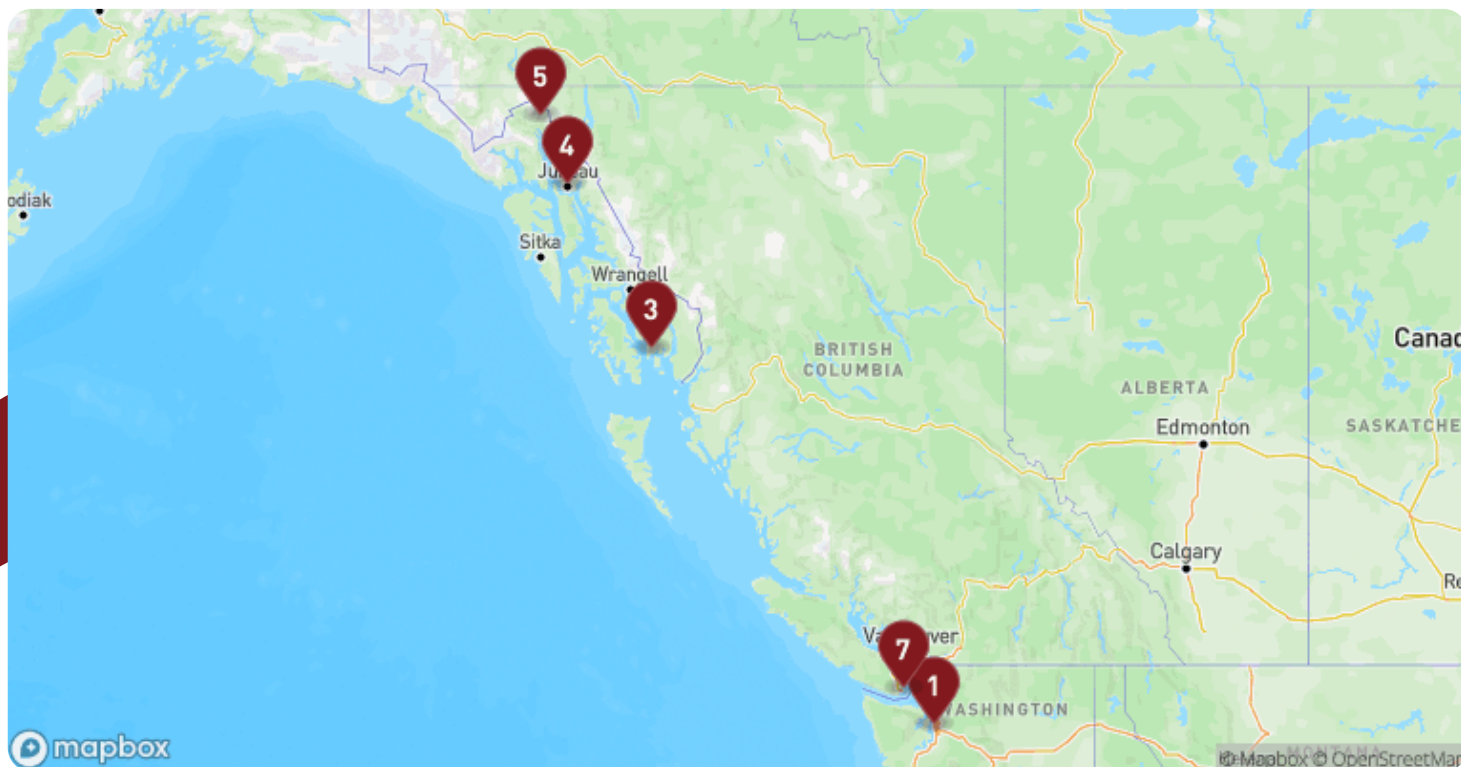 5
4
Juneau
odiak
Sitka
Wrangell
3
BRITISH
COLUMBIA
Canad
ALBERTA
Edmonton
SASKATCHE
Calgary
Re
Vancouver
7
1
WASHINGTON
mapbox
© Mapbox © OpenStreetMap